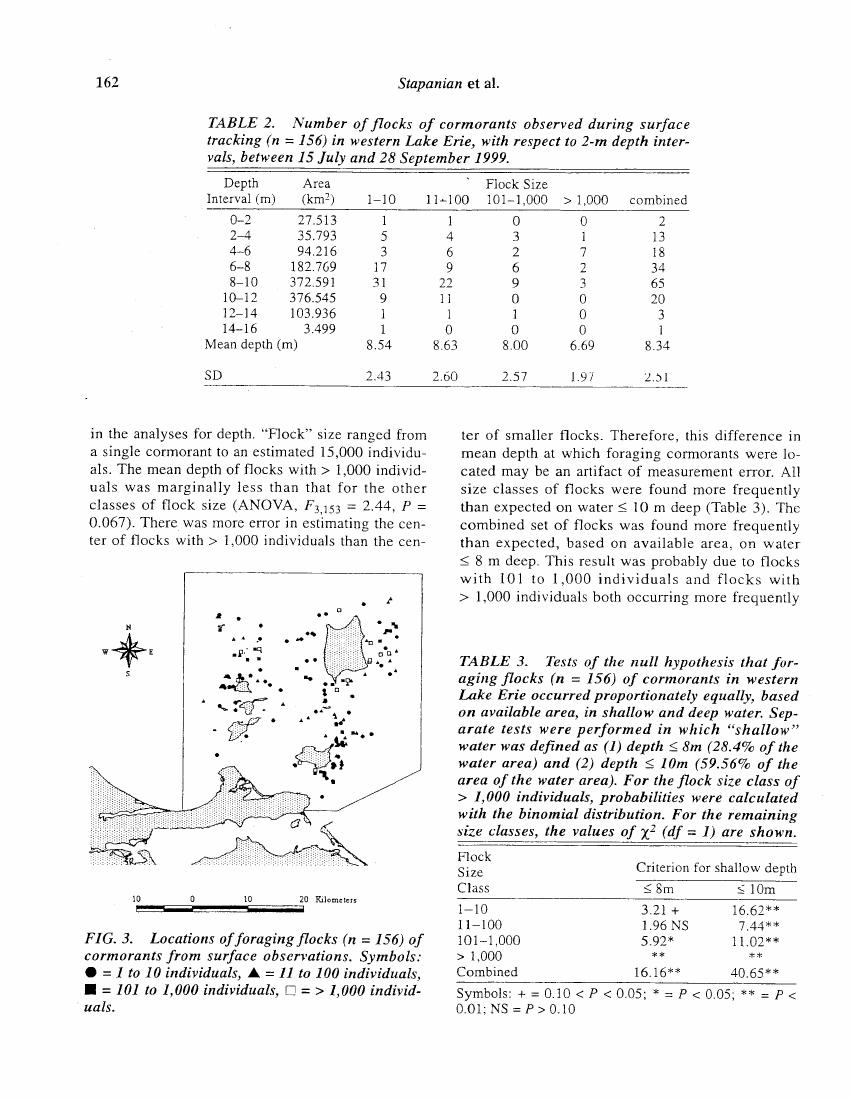 162
Stapanian et al.
TABLE 2. Number of flocks of cormorants observed during surface
tracking (n = 156) in western Lake Erie, with respect to 2-m depth inter-
vals, between 15 July and 28 September 1999.
Depth Area Flock Size
Interval (m) (km²) 1–10 11–100 101–1,000 > 1,000 combined
0–2 27.513 1 1 0 0 2
2–4 35.793 5 4 3 1 13
4–6 94.216 3 6 2 7 18
6–8 182.769 17 9 6 2 34
8–10 372.591 31 22 9 3 65
10–12 376.545 9 11 0 0 20
12–14 103.936 1 1 1 0 3
14–16 3.499 1 0 0 0 1
Mean depth (m) 8.54 8.63 8.00 6.69 8.34
SD 2.43 2.60 2.57 1.97 2.51
in the analyses for depth. “Flock” size ranged from
a single cormorant to an estimated 15,000 individu-
als. The mean depth of flocks with > 1,000 individ-
uals was marginally less than that for the other
classes of flock size (ANOVA, F3,153 = 2.44, P =
0.067). There was more error in estimating the cen-
ter of flocks with > 1,000 individuals than the cen-
ter of smaller flocks. Therefore, this difference in
mean depth at which foraging cormorants were lo-
cated may be an artifact of measurement error. All
size classes of flocks were found more frequently
than expected on water ≤ 10 m deep (Table 3). The
combined set of flocks was found more frequently
than expected, based on available area, on water
≤ 8 m deep. This result was probably due to flocks
with 101 to 1,000 individuals and flocks with
> 1,000 individuals both occurring more frequently
N
W E
S
10 0 10 20 Kilometers
FIG. 3. Locations of foraging flocks (n = 156) of
cormorants from surface observations. Symbols:
● = 1 to 10 individuals, ▲ = 11 to 100 individuals,
■ = 101 to 1,000 individuals, □ = > 1,000 individ-
uals.
TABLE 3. Tests of the null hypothesis that for-
aging flocks (n = 156) of cormorants in western
Lake Erie occurred proportionately equally, based
on available area, in shallow and deep water. Sep-
arate tests were performed in which “shallow”
water was defined as (1) depth ≤ 8m (28.4% of the
water area) and (2) depth ≤ 10m (59.56% of the
area of the water area). For the flock size class of
> 1,000 individuals, probabilities were calculated
with the binomial distribution. For the remaining
size classes, the values of χ² (df = 1) are shown.
Flock
Size Criterion for shallow depth
Class ≤ 8m ≤ 10m
1–10 3.21 + 16.62**
11–100 1.96 NS 7.44**
101–1,000 5.92* 11.02**
> 1,000 ** **
Combined 16.16** 40.65**
Symbols: + = 0.10 < P < 0.05; * = P < 0.05; ** = P <
0.01; NS = P > 0.10